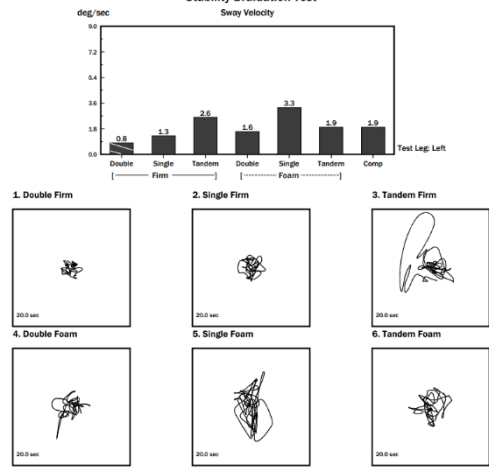 Stability Evaluation Test
deg/sec
Sway Velocity
9.0
7.2
5.4
3.6
1.8
0.0
0.8
1.3
2.6
1.6
3.3
1.9
1.9
Test Leg: Left
Double Single Tandem Double Single Tandem Comp
[ Firm ] [ Foam ]
1. Double Firm
2. Single Firm
3. Tandem Firm
20.0 sec
20.0 sec
20.0 sec
4. Double Foam
5. Single Foam
6. Tandem Foam
20.0 sec
20.0 sec
20.0 sec